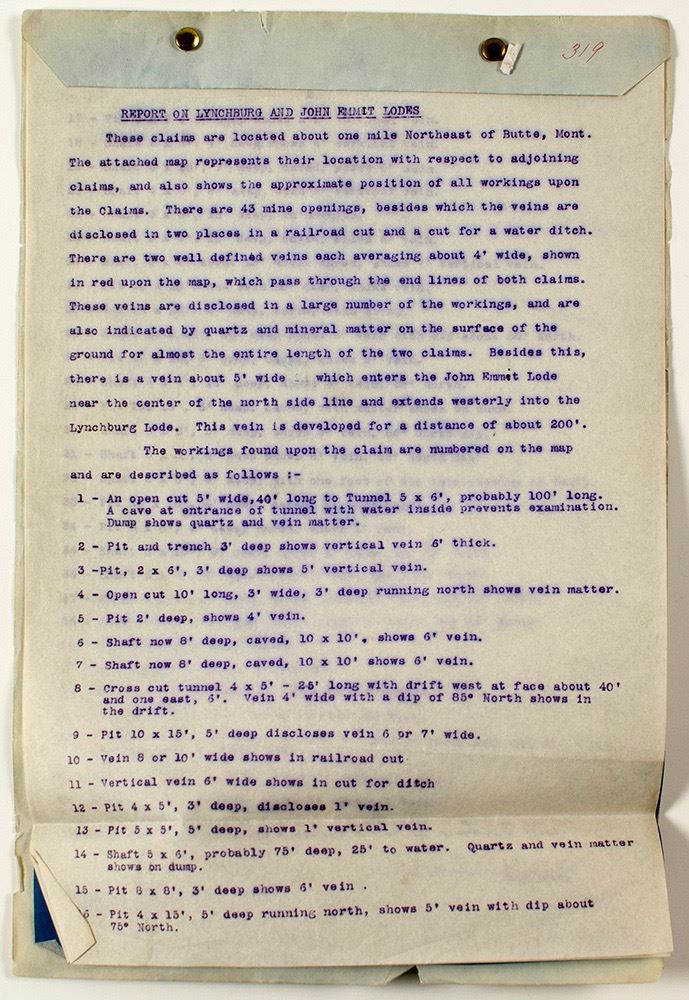 319
REPORT ON LYNCHBURG AND JOHN EMMIT LODES
These claims are located about one mile Northeast of Butte, Mont.
The attached map represents their location with respect to adjoining
claims, and also shows the approximate position of all workings upon
the Claims. There are 43 mine openings, besides which the veins are
disclosed in two places in a railroad cut and a cut for a water ditch.
There are two well defined veins each averaging about 4' wide, shown
in red upon the map, which pass through the end lines of both claims.
These veins are disclosed in a large number of the workings, and are
also indicated by quartz and mineral matter on the surface of the
ground for almost the entire length of the two claims. Besides this,
there is a vein about 5' wide which enters the John Emmit Lode
near the center of the north side line and extends westerly into the
Lynchburg Lode. This vein is developed for a distance of about 200'.
The workings found upon the claim are numbered on the map
and are described as follows :-
1 - An open cut 5' wide,40' long to Tunnel 5 x 6', probably 100' long.
A cave at entrance of tunnel with water inside prevents examination.
Dump shows quartz and vein matter.
2 - Pit and trench 3' deep shows vertical vein 6' thick.
3 -Pit, 2 x 6', 3' deep shows 5' vertical vein.
4 - Open cut 10' long, 3' wide, 3' deep running north shows vein matter.
5 - Pit 2' deep, shows 4' vein.
6 - Shaft now 8' deep, caved, 10 x 10', shows 6' vein.
7 - Shaft now 8' deep, caved, 10 x 10' shows 6' vein.
8 - Cross cut tunnel 4 x 5' - 25' long with drift west at face about 40'
and one east, 6'. Vein 4' wide with a dip of 85° North shows in
the drift.
9 - Pit 10 x 15', 5' deep discloses vein 6 or 7' wide.
10 - Vein 8 or 10' wide shows in railroad cut
11 - Vertical vein 6' wide shows in cut for ditch
12 - Pit 4 x 5', 3' deep, discloses 1' vein.
13 - Pit 5 x 5', 5' deep, shows 1' vertical vein.
14 - Shaft 5 x 6', probably 75' deep, 25' to water. Quartz and vein matter
shows on dump.
15 - Pit 8 x 8', 3' deep shows 6' vein .
6 - Pit 4 x 15', 5' deep running north, shows 5' vein with dip about
75° North.